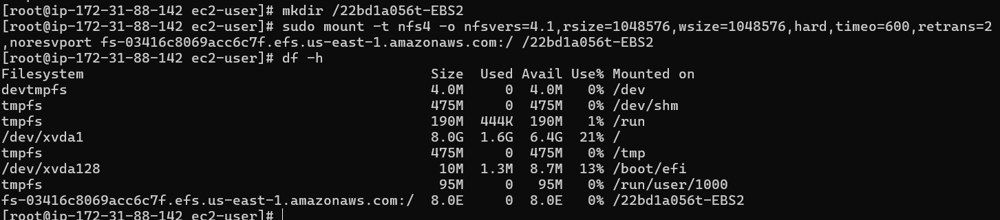 [root@ip-172-31-88-142 ec2-user]# mkdir /22bd1a056t-EBS2
[root@ip-172-31-88-142 ec2-user]# sudo mount -t nfs4 -o nfsvers=4.1,rsize=1048576,wsize=1048576,hard,timeo=600,retrans=2
,noresvport fs-03416c8069acc6c7f.efs.us-east-1.amazonaws.com:/ /22bd1a056t-EBS2
[root@ip-172-31-88-142 ec2-user]# df -h
Filesystem                                          Size  Used Avail Use% Mounted on
devtmpfs                                            4.0M     0  4.0M   0% /dev
tmpfs                                               475M     0  475M   0% /dev/shm
tmpfs                                               190M  444K  190M   1% /run
/dev/xvda1                                          8.0G  1.6G  6.4G  21% /
tmpfs                                               475M     0  475M   0% /tmp
/dev/xvda128                                         10M  1.3M  8.7M  13% /boot/efi
tmpfs                                                95M     0   95M   0% /run/user/1000
fs-03416c8069acc6c7f.efs.us-east-1.amazonaws.com:/  8.0E     0  8.0E   0% /22bd1a056t-EBS2
[root@ip-172-31-88-142 ec2-user]#